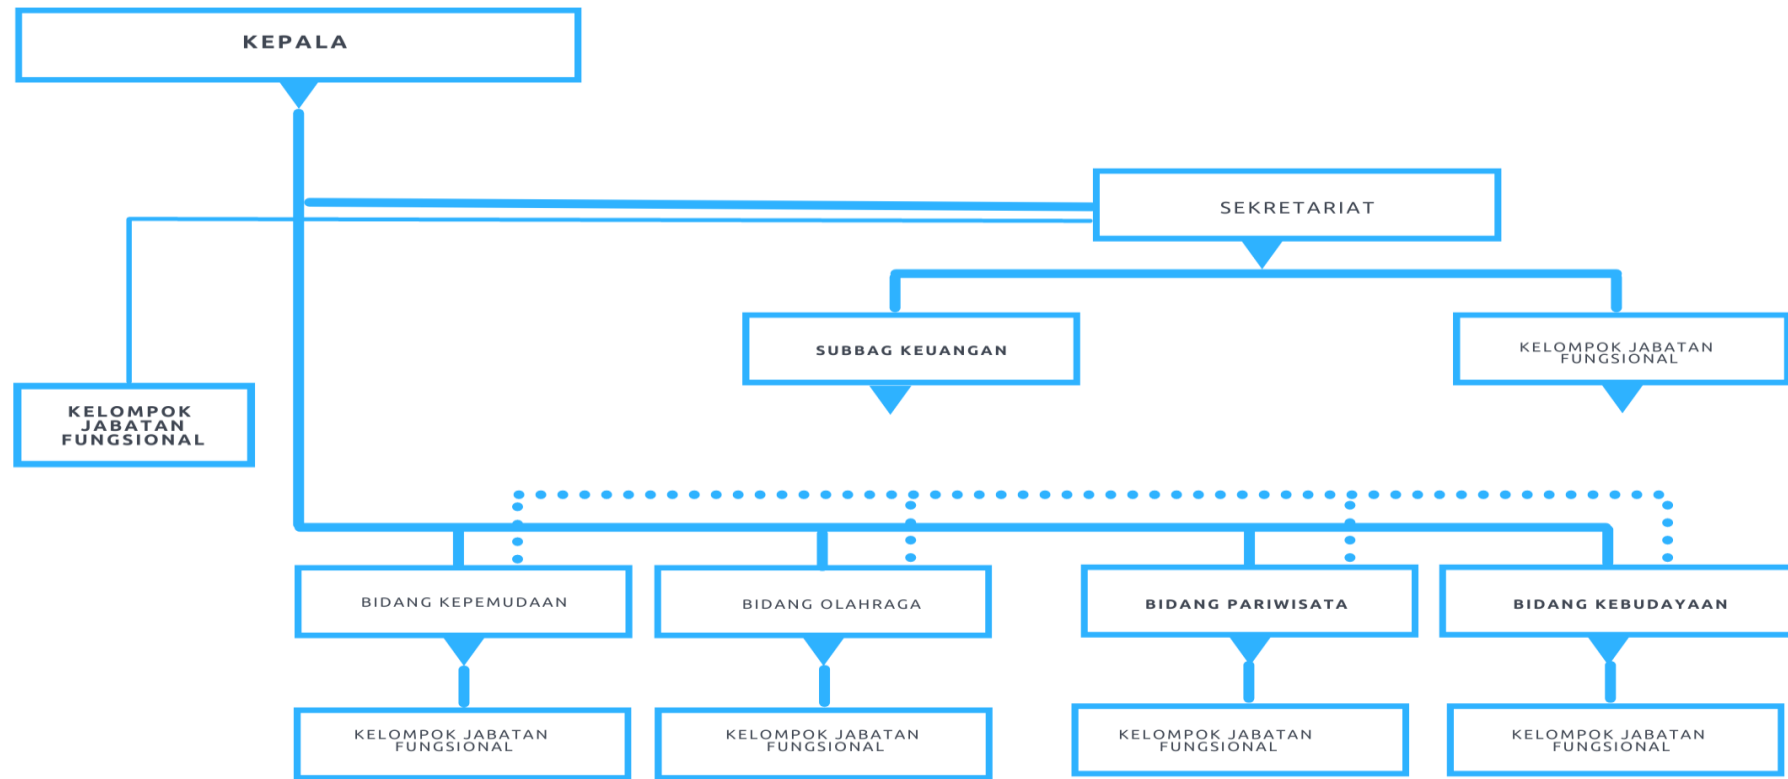 KEPALA
SEKRETARIAT
SUBBAG KEUANGAN
KELOMPOK JABATAN
FUNGSIONAL
KELOMPOK
JABATAN
FUNGSIONAL
BIDANG KEPEMUDAAN
BIDANG OLAHRAGA
BIDANG PARIWISATA
BIDANG KEBUDAYAAN
KELOMPOK JABATAN
FUNGSIONAL
KELOMPOK JABATAN
FUNGSIONAL
KELOMPOK JABATAN
FUNGSIONAL
KELOMPOK JABATAN
FUNGSIONAL